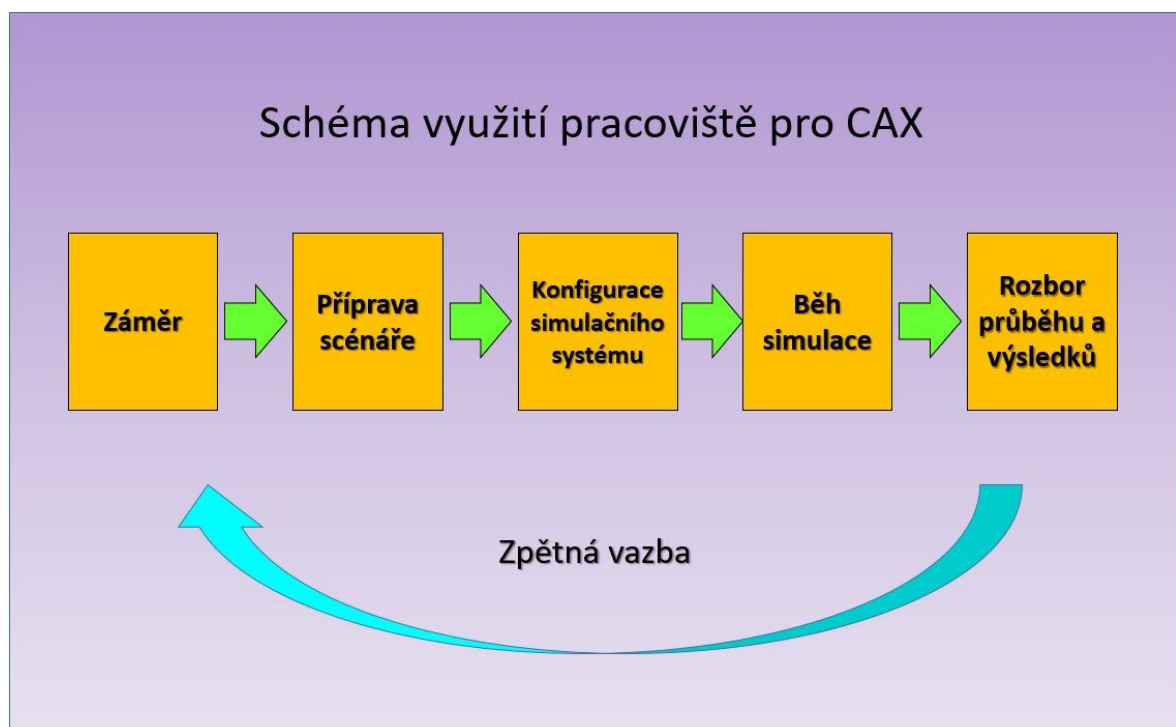 Schéma využití pracoviště pro CAX
Záměr
Příprava
scénáře
Konfigurace
simulačního
systému
Běh
simulace
Rozbor
průběhu a
výsledků
Zpětná vazba